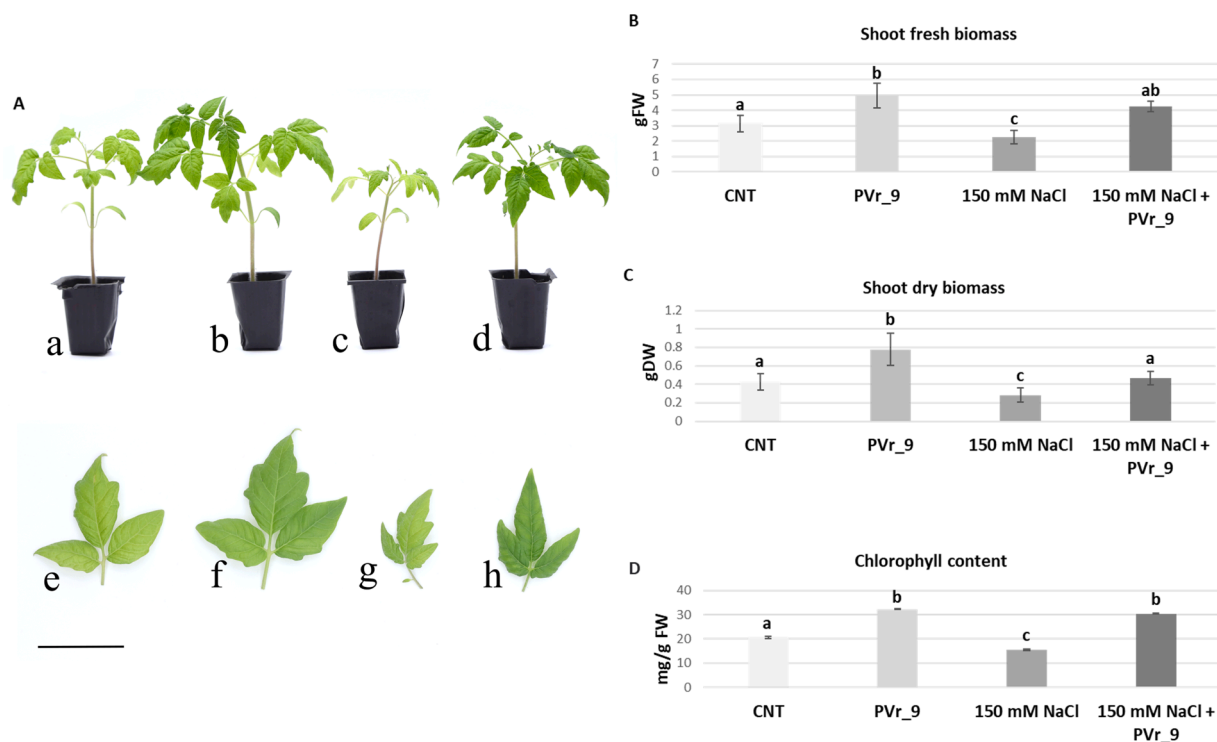 A
a
b
c
d
e
f
g
h
B
Shoot fresh biomass
gFW
7
6
5
4
3
2
1
0
a
b
c
ab
CNT
PVr_9
150 mM NaCl
150 mM NaCl +
PVr_9
C
Shoot dry biomass
gDW
1.2
1
0.8
0.6
0.4
0.2
0
a
b
c
a
CNT
PVr_9
150 mM NaCl
150 mM NaCl +
PVr_9
D
Chlorophyll content
mg/g FW
40
30
20
10
0
a
b
c
b
CNT
PVr_9
150 mM NaCl
150 mM NaCl +
PVr_9